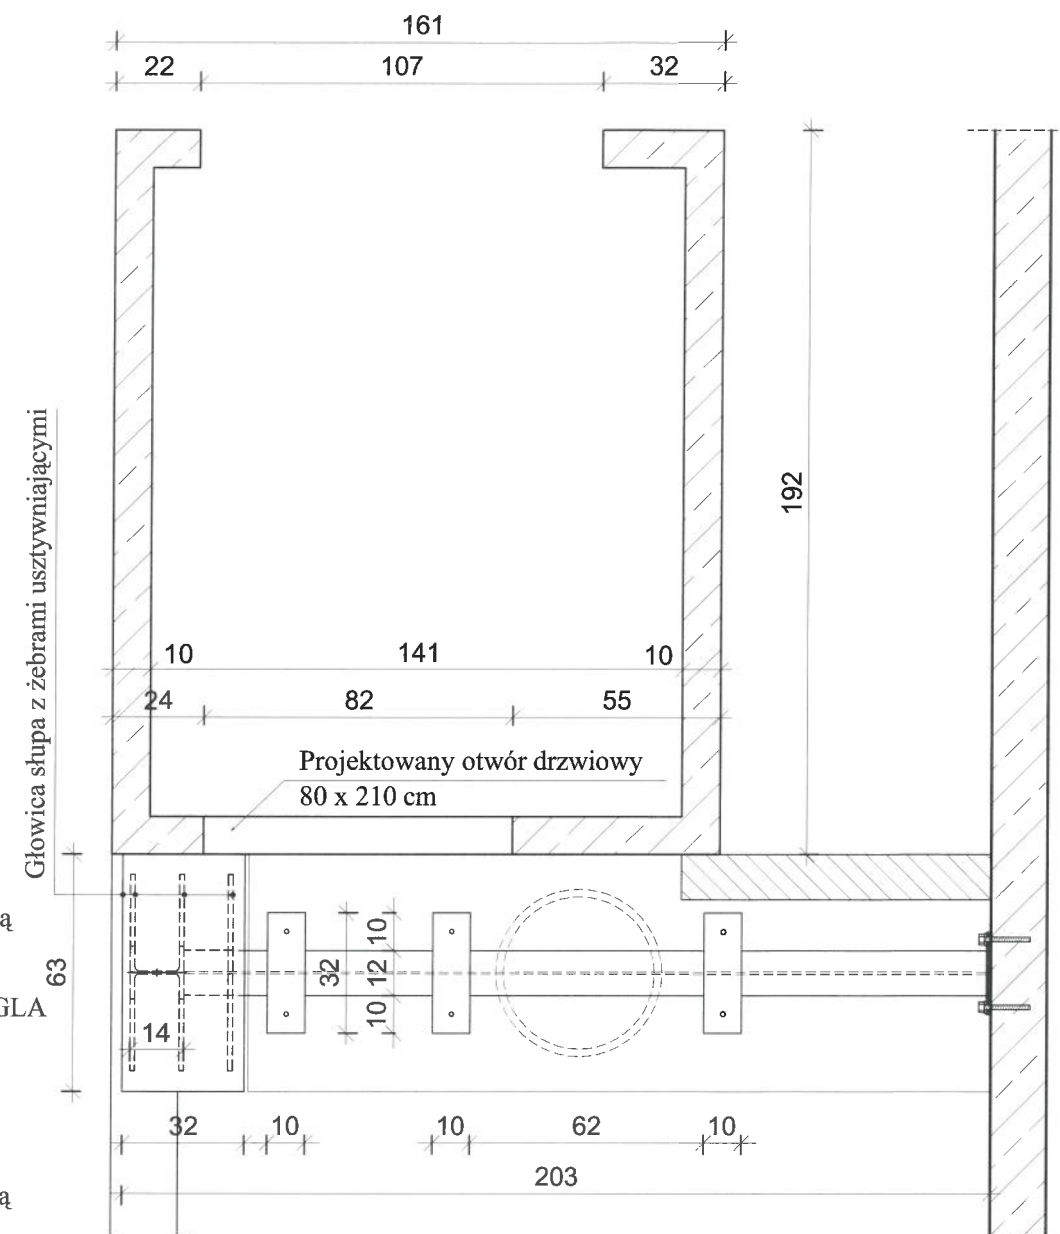 161
22 107 32
192
Głowica słupa z żebrami usztywniającymi
10 141 10
24 82 55
Projektowany otwór drzwiowy
80 x 210 cm
ą
63
GLA
14
32
10
12
10
32 10 10 62 10
203
ą